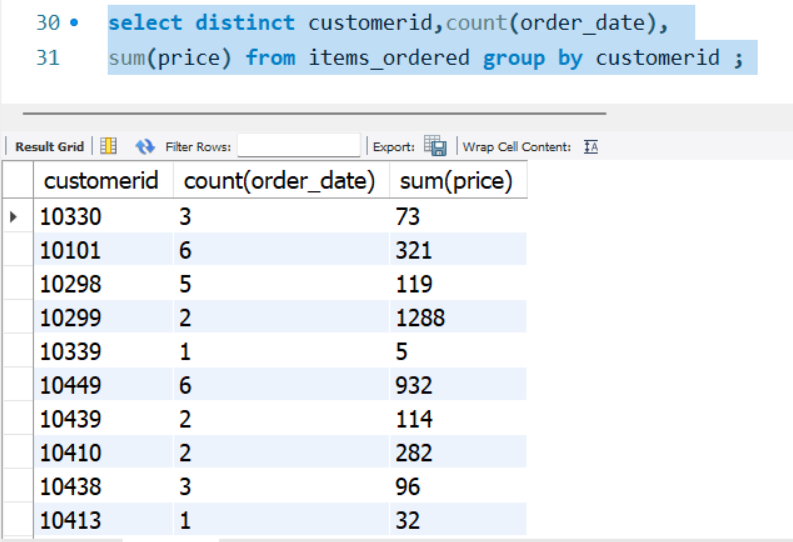 30 select distinct customerid,count(order_date),
31 sum(price) from items_ordered group by customerid ;
Result Grid Filter Rows: Export: Wrap Cell Content: IA
customerid count(order_date) sum(price)
10330 3 73
10101 6 321
10298 5 119
10299 2 1288
10339 1 5
10449 6 932
10439 2 114
10410 2 282
10438 3 96
10413 1 32